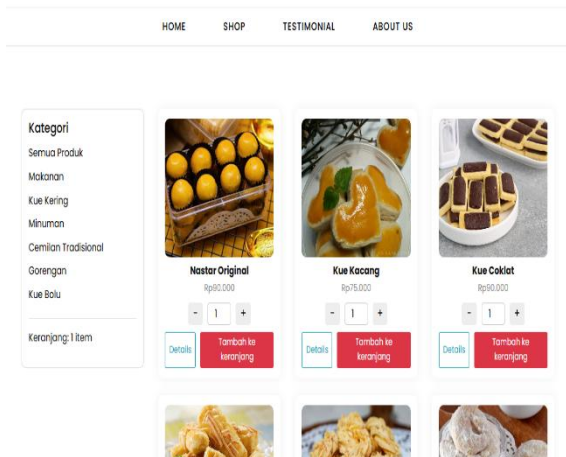 HOME SHOP TESTIMONIAL ABOUT US
Kategori
Semua Produk
Makanan
Kue Kering
Minuman
Cemilan Tradisional
Gorengan
Kue Bolu
Keranjang: 1 item
Nastar Original
Rp90.000
- 1 +
Details
Tambah ke
keranjang
Kue Kacang
Rp75.000
- 1 +
Details
Tambah ke
keranjang
Kue Coklat
Rp90.000
- 1 +
Details
Tambah ke
keranjang